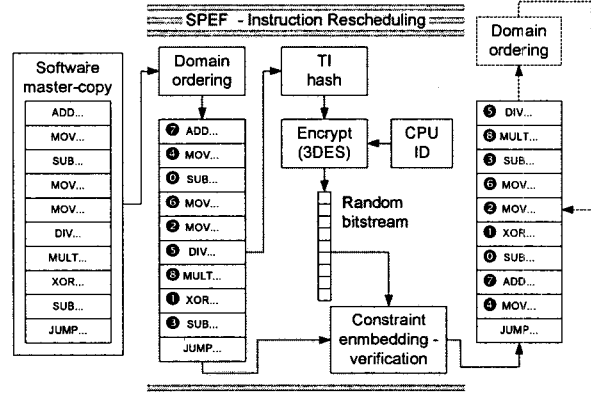 SPEF - Instruction Rescheduling
Software
master-copy
ADD...
MOV...
SUB...
MOV...
MOV...
DIV...
MULT...
XOR...
SUB...
JUMP...
Domain
ordering
7 ADD...
4 MOV...
0 SUB...
6 MOV...
2 MOV...
5 DIV...
8 MULT...
1 XOR...
3 SUB...
JUMP...
TI
hash
Encrypt
(3DES)
CPU
ID
Random
bitstream
Constraint
enmbedding -
verification
Domain
ordering
5 DIV...
8 MULT...
3 SUB...
6 MOV...
2 MOV...
1 XOR...
0 SUB...
7 ADD...
4 MOV...
JUMP...